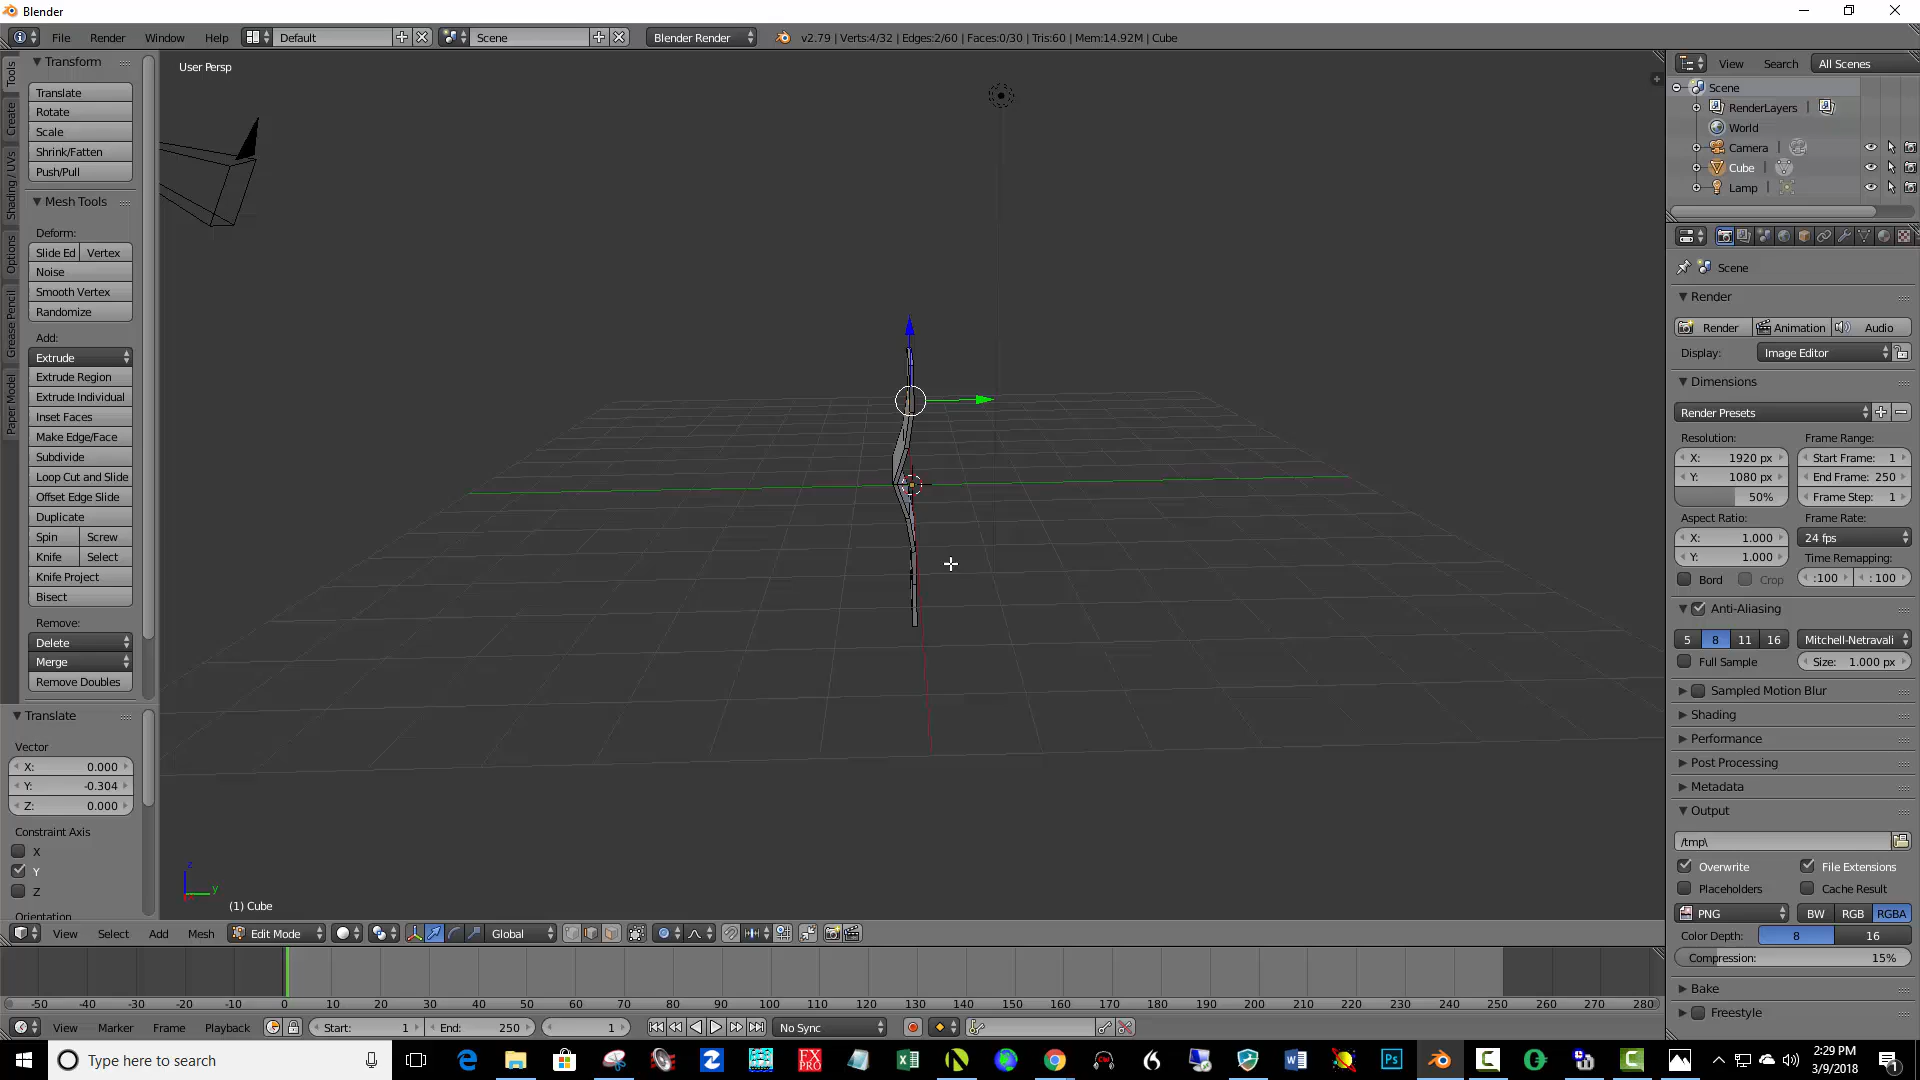 Blender
File Render Window Help Default Scene Blender Render v2.79 | Verts:4/32 | Edges:2/60 | Faces:0/30 | Tris:60 | Mem:14.92M | Cube
Tools
Create
Shading / UVs
Options
Grease Pencil
Paper Model
Transform
Translate
Rotate
Scale
Shrink/Fatten
Push/Pull
Mesh Tools
Deform:
Slide Ed Vertex
Noise
Smooth Vertex
Randomize
Add:
Extrude
Extrude Region
Extrude Individual
Inset Faces
Make Edge/Face
Subdivide
Loop Cut and Slide
Offset Edge Slide
Duplicate
Spin Screw
Knife Select
Knife Project
Bisect
Remove:
Delete
Merge
Remove Doubles
Translate
Vector
X: 0.000
Y: -0.304
Z: 0.000
Constraint Axis
X
Y
Z
Orientation
User Persp
z
y
(1) Cube
View Search All Scenes
Scene
RenderLayers |
World
Camera |
Cube |
Lamp |
Scene
Render
Render Animation Audio
Display: Image Editor
Dimensions
Render Presets
Resolution: Frame Range:
X: 1920 px Start Frame: 1
Y: 1080 px End Frame: 250
50% Frame Step: 1
Aspect Ratio: Frame Rate:
X: 1.000 24 fps
Y: 1.000 Time Remapping:
Bord Crop :100 :100
Anti-Aliasing
5 8 11 16 Mitchell-Netravali
Full Sample Size: 1.000 px
Sampled Motion Blur
Shading
Performance
Post Processing
Metadata
Output
/tmp\
Overwrite File Extensions
Placeholders Cache Result
PNG BW RGB RGBA
Color Depth: 8 16
Compression: 15%
Bake
Freestyle
View Select Add Mesh Edit Mode Global
-50 -40 -30 -20 -10 0 10 20 30 40 50 60 70 80 90 100 110 120 130 140 150 160 170 180 190 200 210 220 230 240 250 260 270 280
View Marker Frame Playback Start: 1 End: 250 1 No Sync
Type here to search
FX
PRO
Ps
2:29 PM
3/9/2018
1